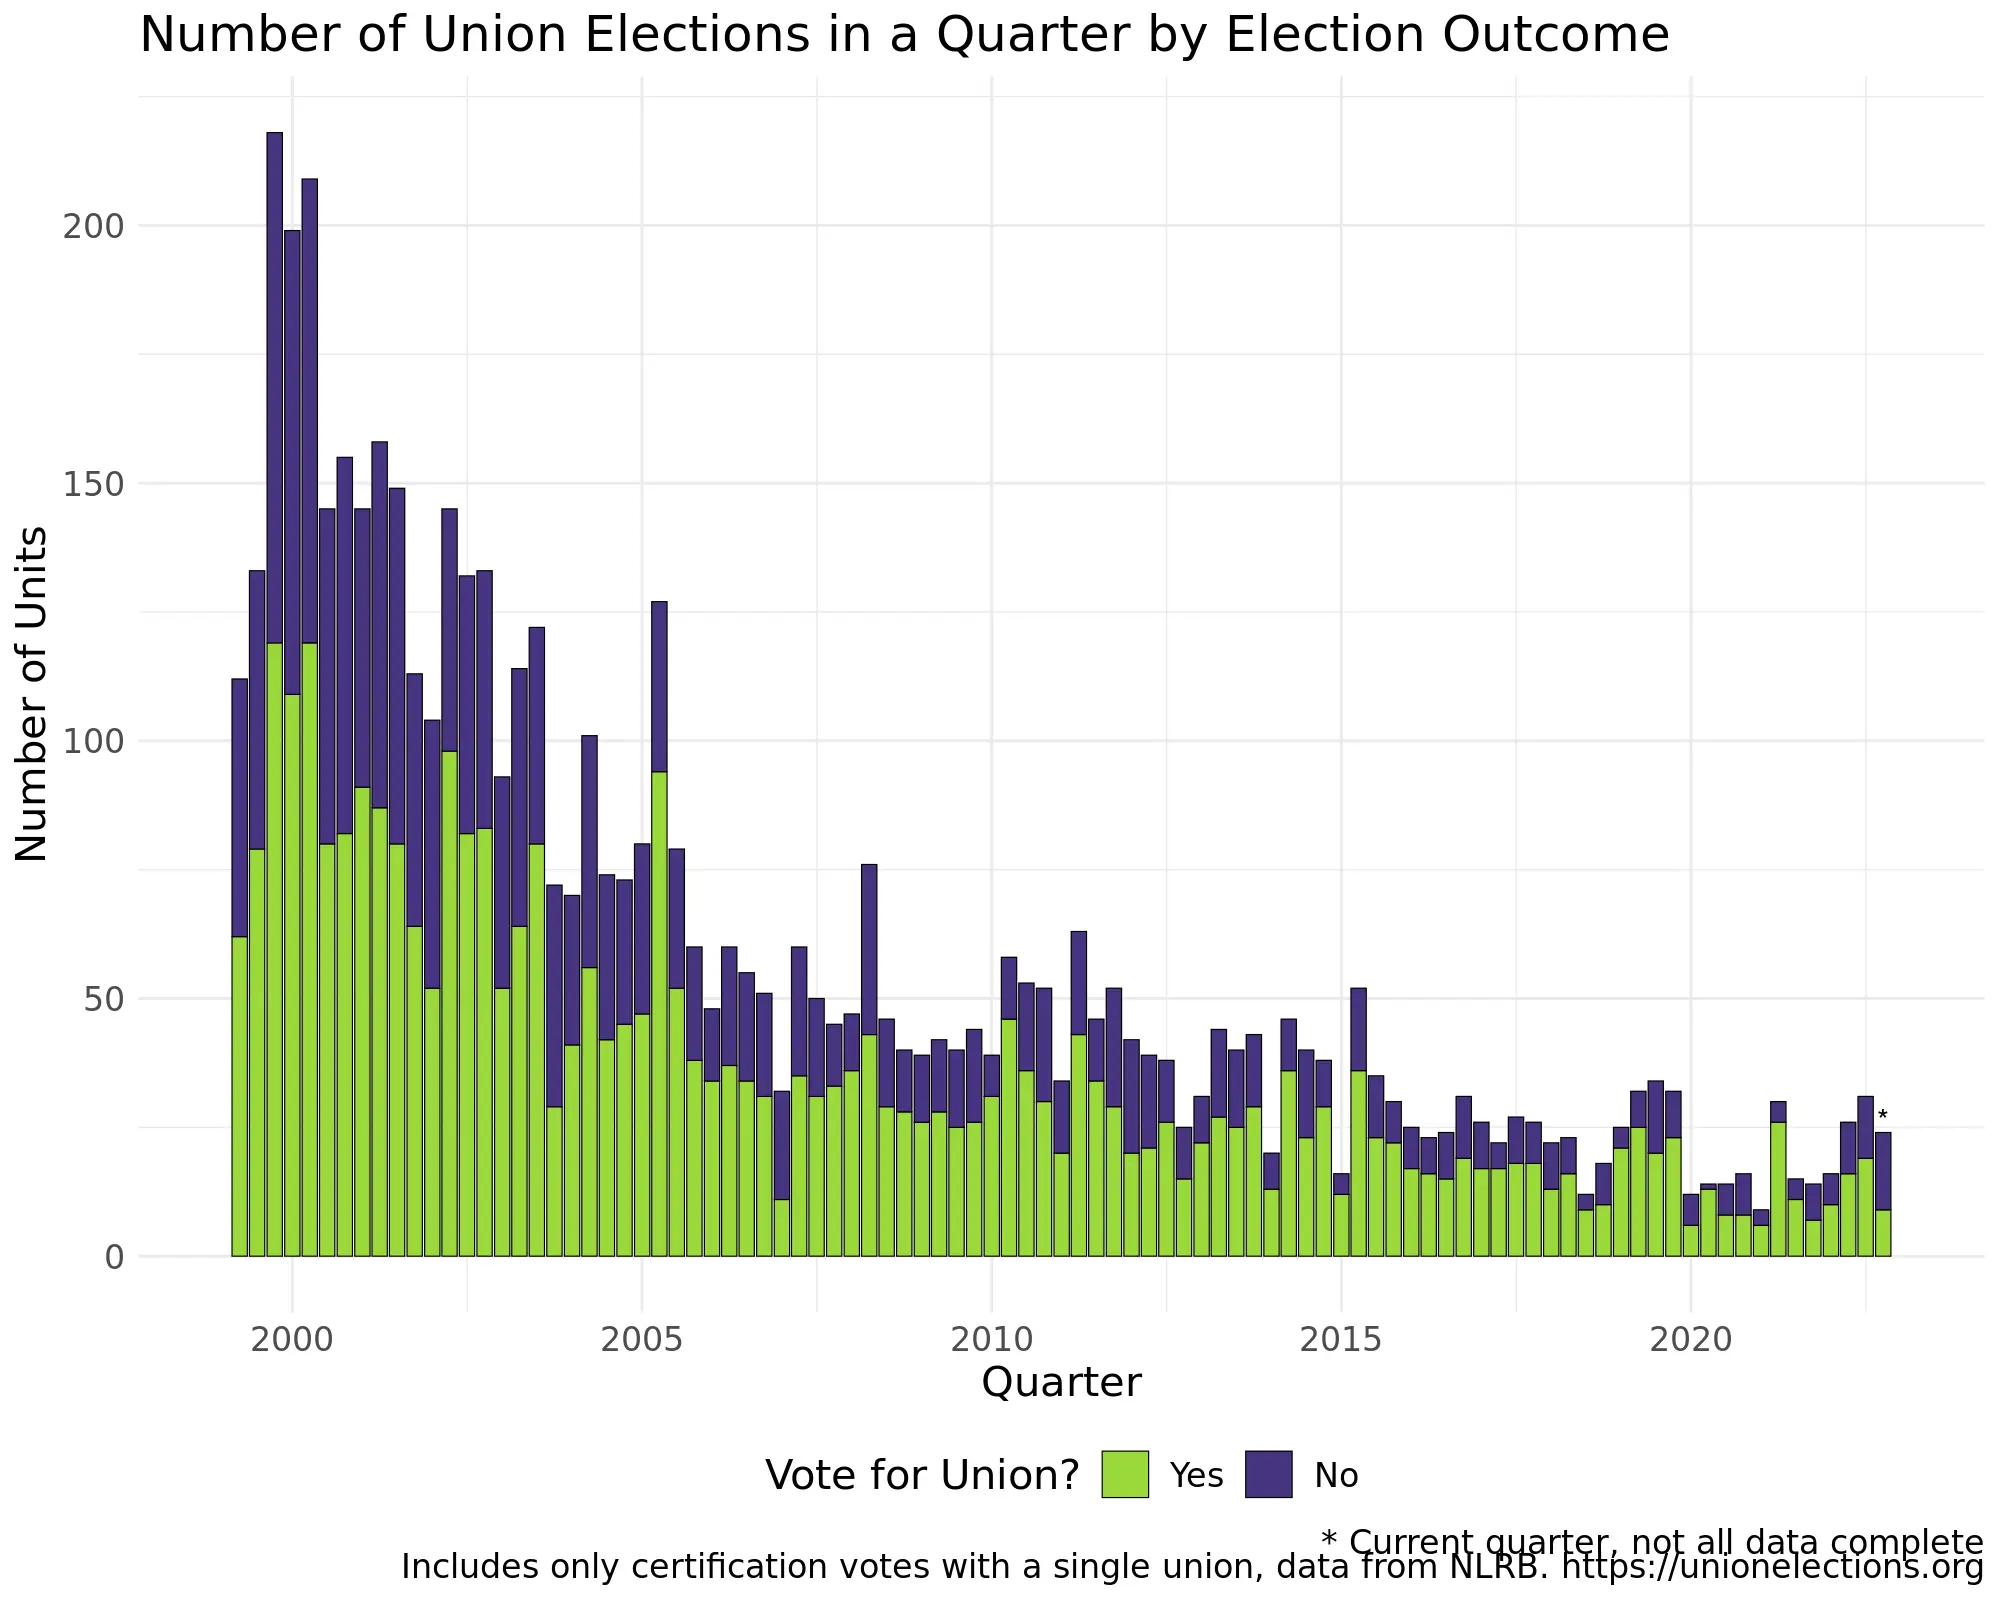 Number of Union Elections in a Quarter by Election Outcome
Number of Units
200
150
100
50
0
*
2000 2005 2010 2015 2020
Quarter
Vote for Union? Yes No
* Current quarter, not all data complete
Includes only certification votes with a single union, data from NLRB. https://unionelections.org